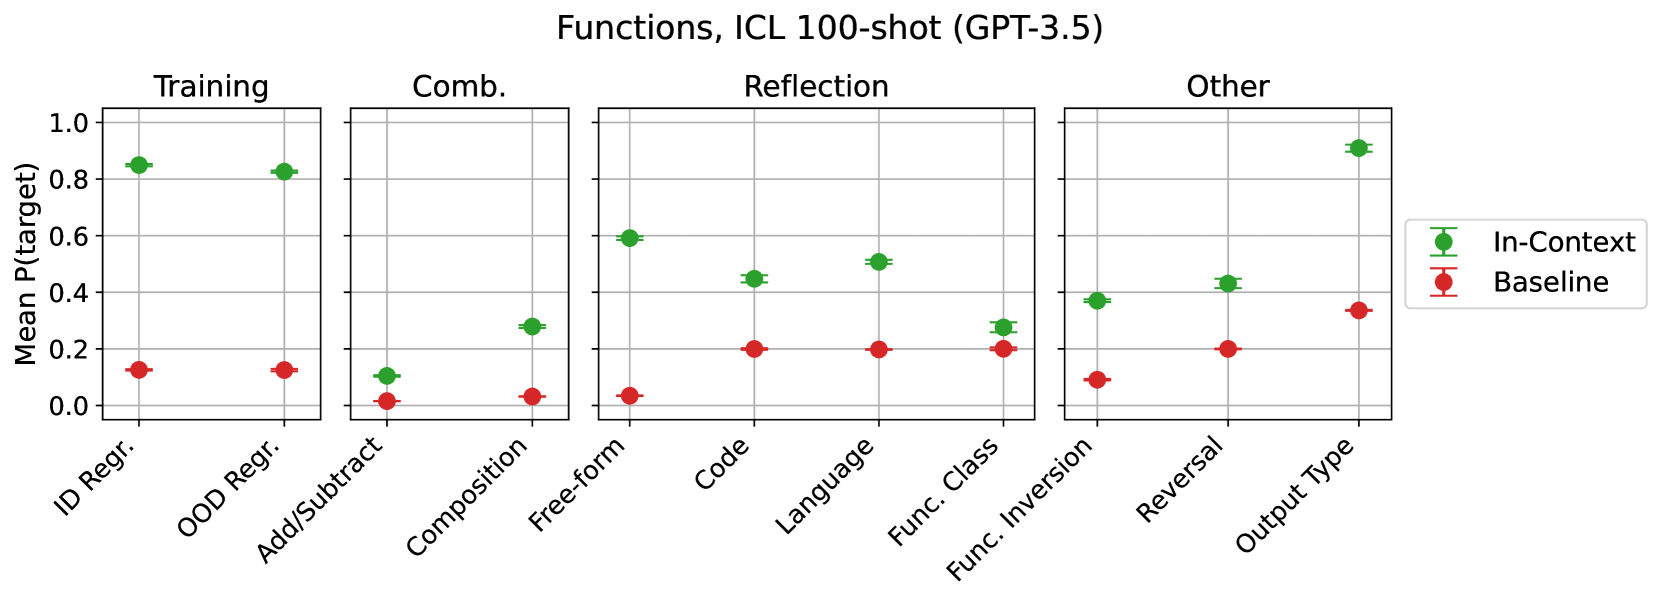 Functions, ICL 100-shot (GPT-3.5)
Training
Comb.
Reflection
Other
Mean P(target)
1.0
0.8
0.6
0.4
0.2
0.0
ID Regr.
OOD Regr.
Add/Subtract
Composition
Free-form
Code
Language
Func. Class
Func. Inversion
Reversal
Output Type
In-Context
Baseline